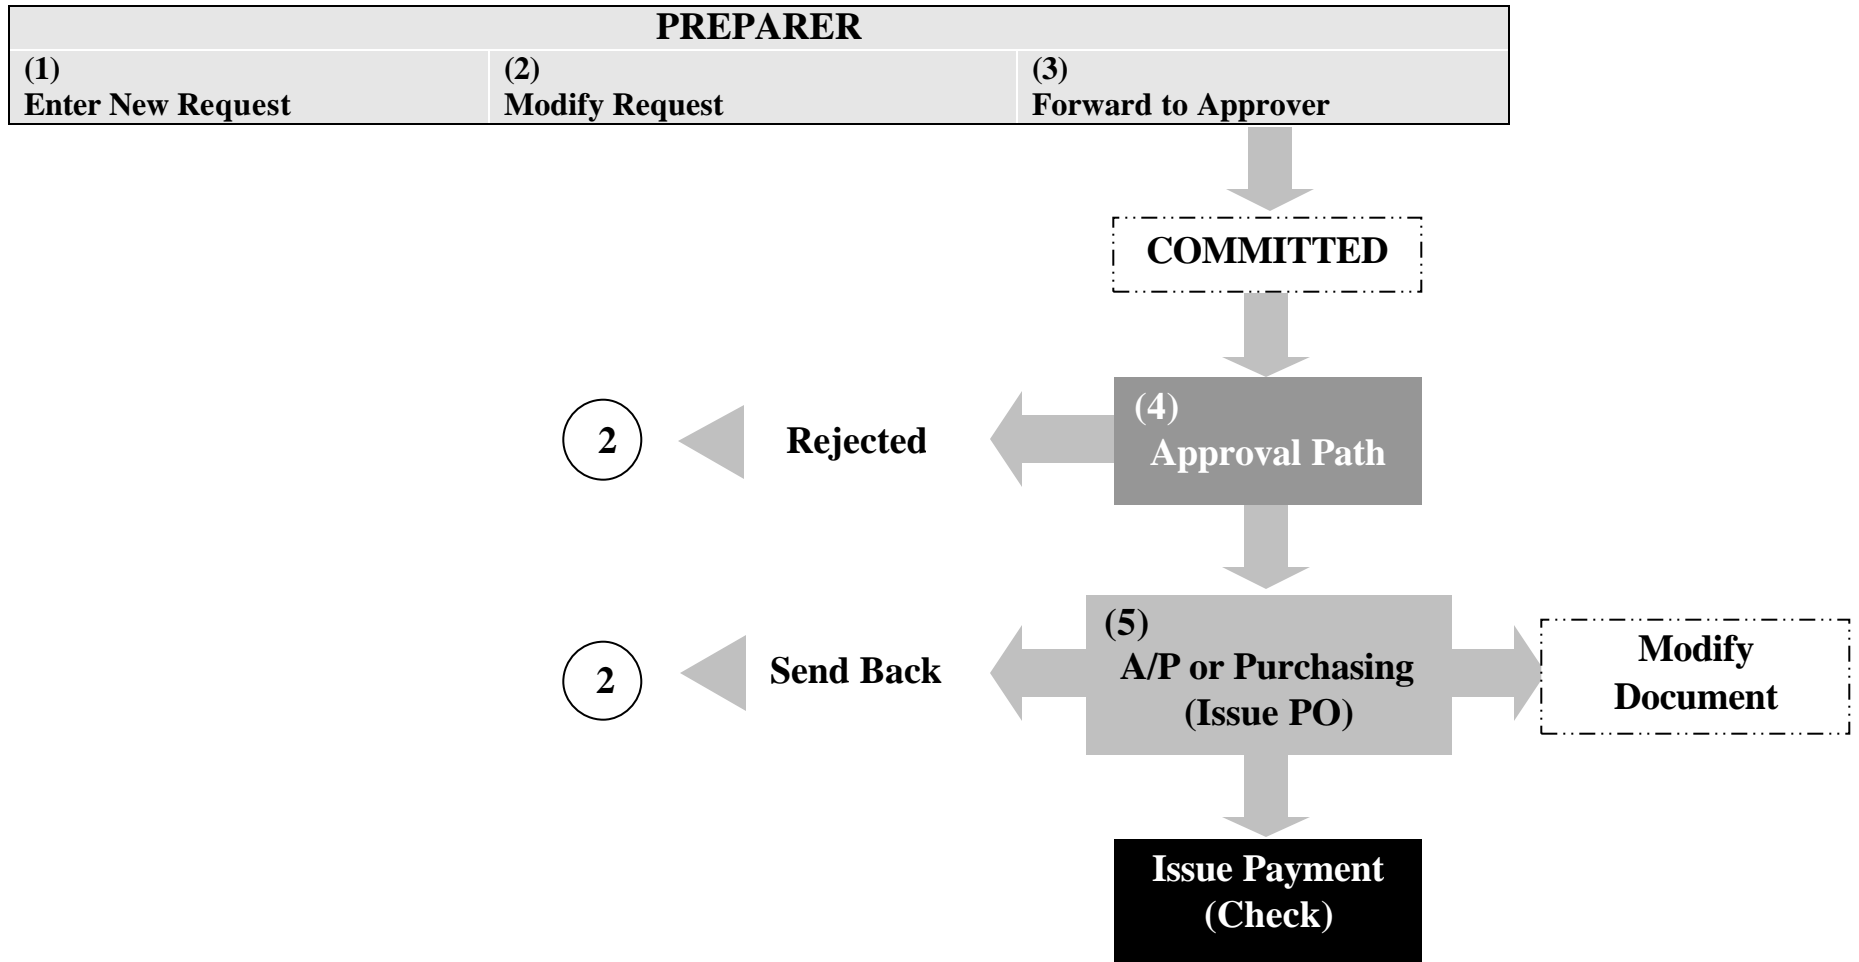 PREPARER
(1)
Enter New Request
(2)
Modify Request
(3)
Forward to Approver
COMMITTED
(4)
Approval Path
Rejected
2
(5)
A/P or Purchasing
(Issue PO)
Send Back
2
Modify
Document
Issue Payment
(Check)